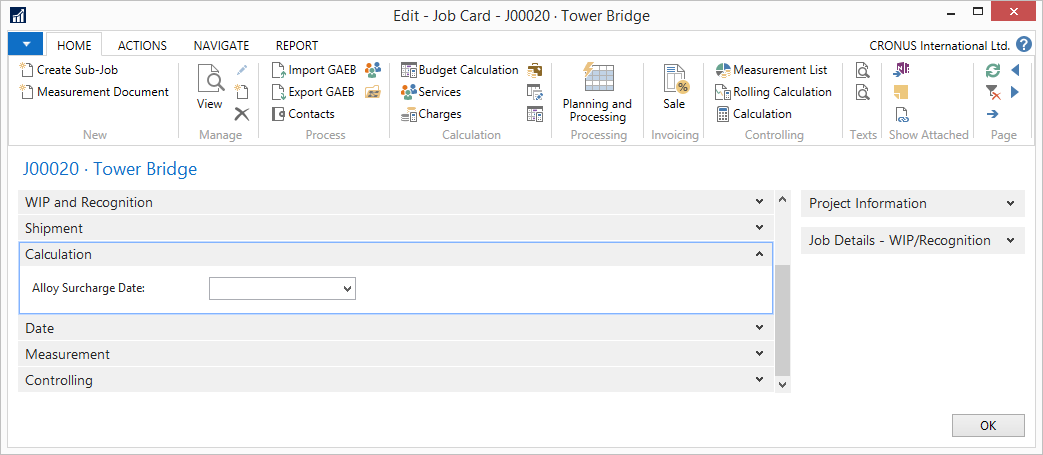 Edit - Job Card - J00020 · Tower Bridge
HOME ACTIONS NAVIGATE REPORT
CRONUS International Ltd.
?
Create Sub-Job
Measurement Document
New
View
Manage
Import GAEB
Export GAEB
Contacts
Process
Budget Calculation
Services
Charges
Calculation
Planning and
Processing
Processing
Sale
Invoicing
Measurement List
Rolling Calculation
Calculation
Controlling
Texts
Show Attached
Page
J00020 · Tower Bridge
WIP and Recognition
Shipment
Calculation
Alloy Surcharge Date:
Date
Measurement
Controlling
Project Information
Job Details - WIP/Recognition
OK